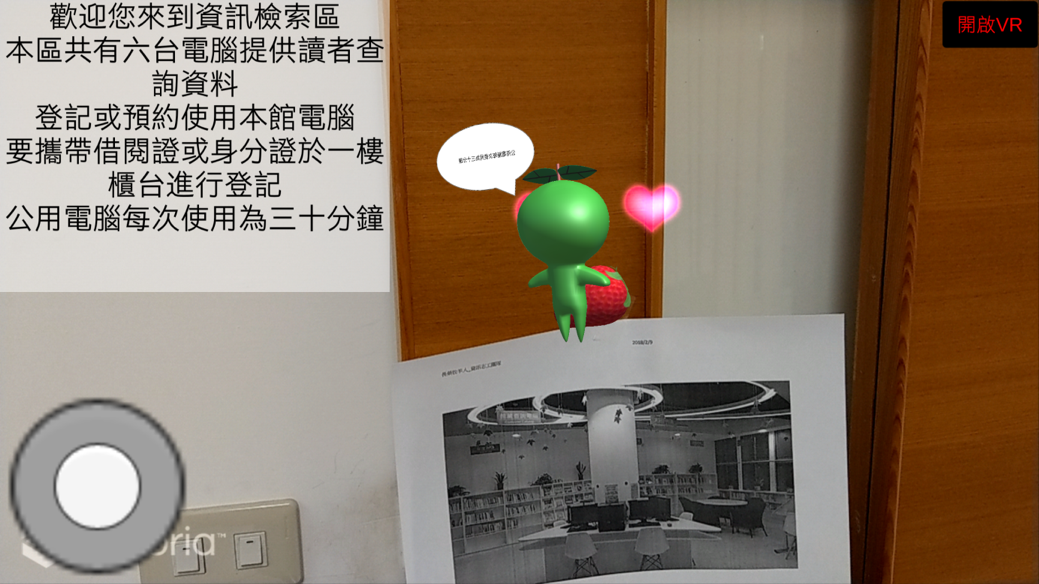 歡迎您來到資訊檢索區
本區共有六台電腦提供讀者查
詢資料
登記或預約使用本館電腦
要攜帶借閱證或身分證於一樓
櫃台進行登記
公用電腦每次使用為三十分鐘
開啟VR